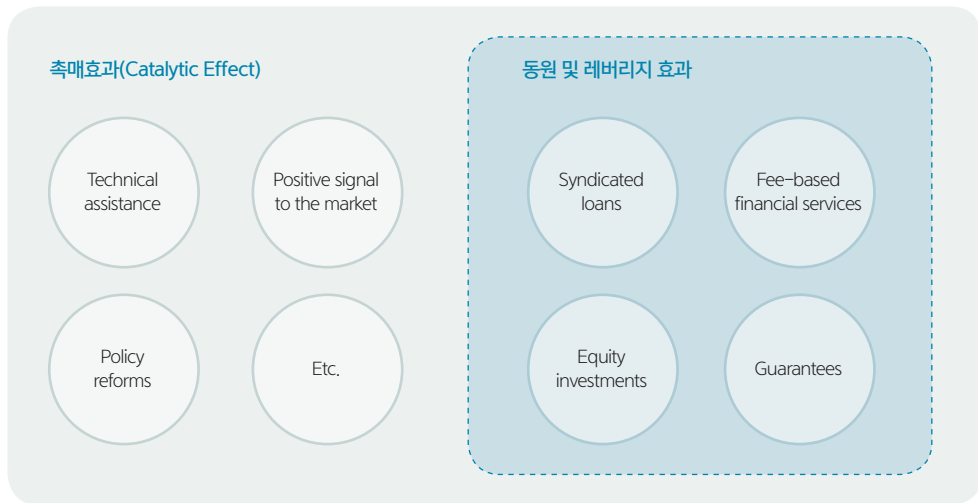 촉매효과(Catalytic Effect)
Technical
assistance
Positive signal
to the market
Policy
reforms
Etc.
동원 및 레버리지 효과
Syndicated
loans
Fee-based
financial services
Equity
investments
Guarantees